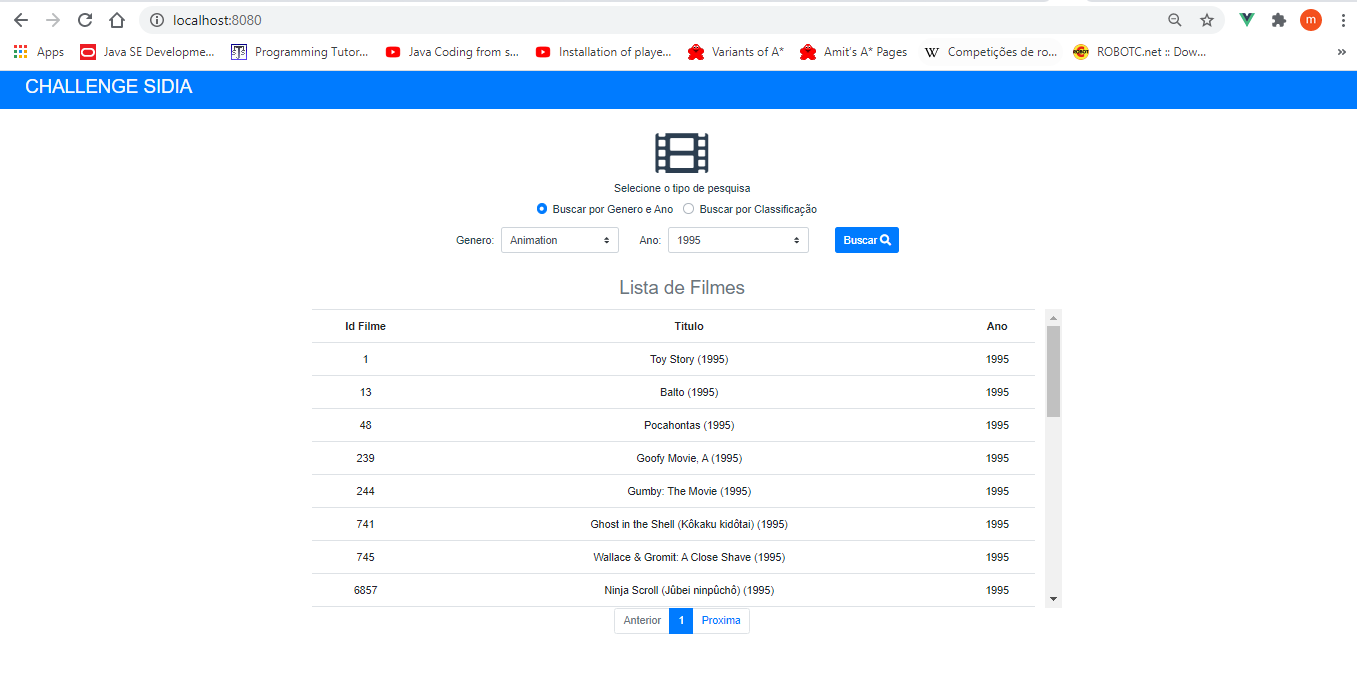 localhost:8080
m
Apps Java SE Developme... Programming Tutor... Java Coding from s... Installation of playe... Variants of A* Amit's A* Pages W Competições de ro... ROBOTC.net :: Dow... »
CHALLENGE SIDIA
Selecione o tipo de pesquisa
Buscar por Genero e Ano Buscar por Classificação
Genero: Animation Ano: 1995 Buscar
Lista de Filmes
Id Filme Titulo Ano
1 Toy Story (1995) 1995
13 Balto (1995) 1995
48 Pocahontas (1995) 1995
239 Goofy Movie, A (1995) 1995
244 Gumby: The Movie (1995) 1995
741 Ghost in the Shell (Kôkaku kidôtai) (1995) 1995
745 Wallace & Gromit: A Close Shave (1995) 1995
6857 Ninja Scroll (Jûbei ninpûchô) (1995) 1995
Anterior 1 Proxima